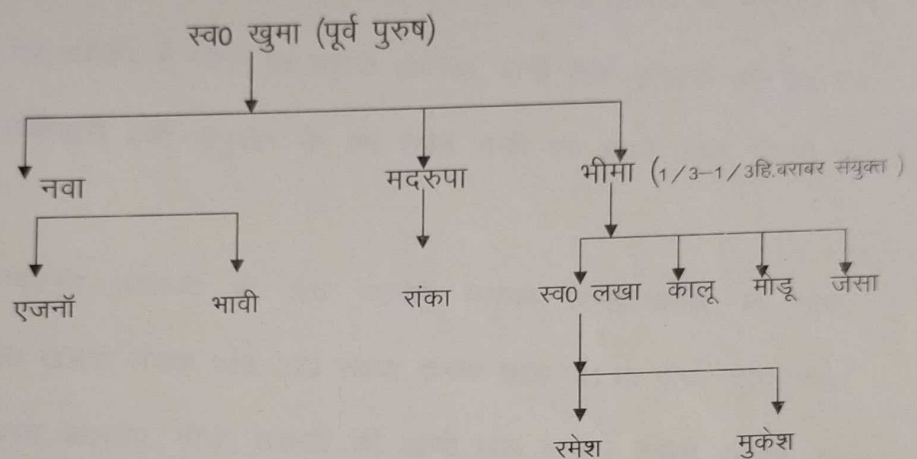 स्व0 खुमा (पूर्व पुरुष)
नवा मदरुपा भीमा (1/3–1/3हि.बराबर संयुक्त )
एजनॉ भावी रांका स्व0 लखा कालू मोडू जेसा
रमेश मुकेश